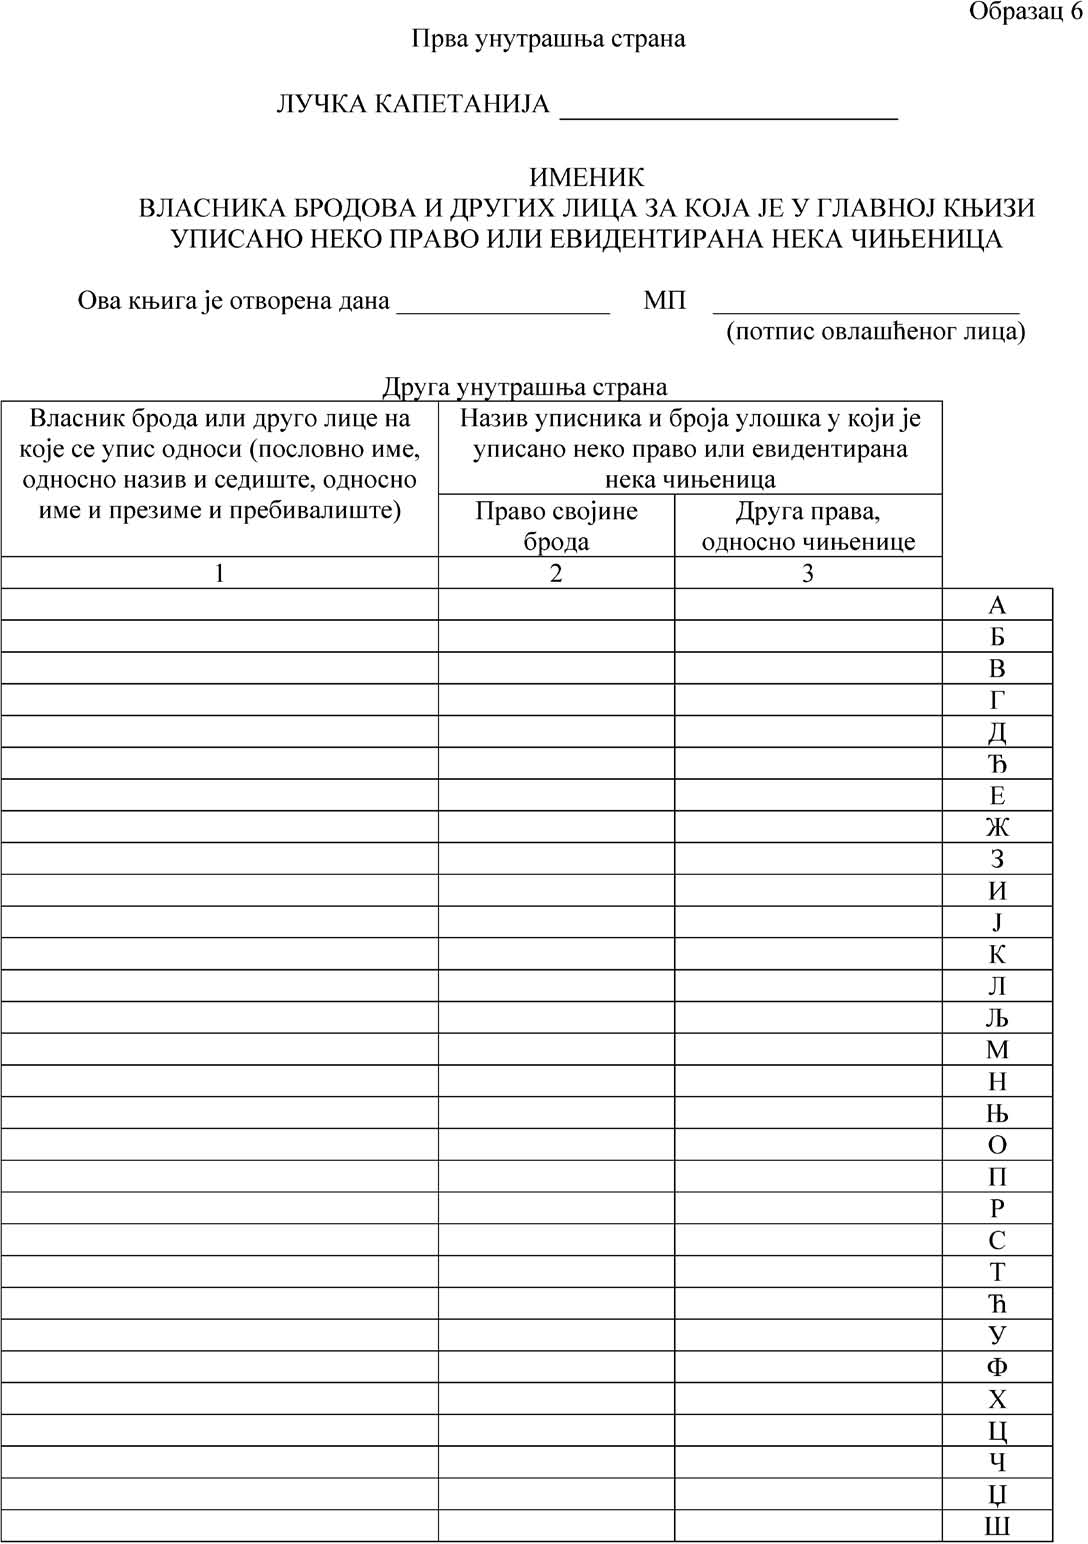 Образац 6
Прва унутрашња страна
ЛУЧКА КАПЕТАНИЈА
ИМЕНИК
ВЛАСНИКА БРОДОВА И ДРУГИХ ЛИЦА ЗА КОЈА ЈЕ У ГЛАВНОЈ КЊИЗИ
УПИСАНО НЕКО ПРАВО ИЛИ ЕВИДЕНТИРАНА НЕКА ЧИЊЕНИЦА
Ова књига је отворена дана ________________ МП ________________
(потпис овлашћеног лица)
Друга унутрашња страна
Власник брода или друго лице на
које се упис односи (пословно име,
односно назив и седиште, односно
име и презиме и пребивалиште)
Назив уписника и броја улошка у који је
уписано неко право или евидентирана
нека чињеница
Право својине
брода
Друга права,
односно чињенице
1 2 3
А
Б
В
Г
Д
Ђ
Е
Ж
З
И
Ј
К
Л
Љ
М
Н
Њ
О
П
Р
С
Т
Ћ
У
Ф
Х
Ц
Ч
Џ
Ш